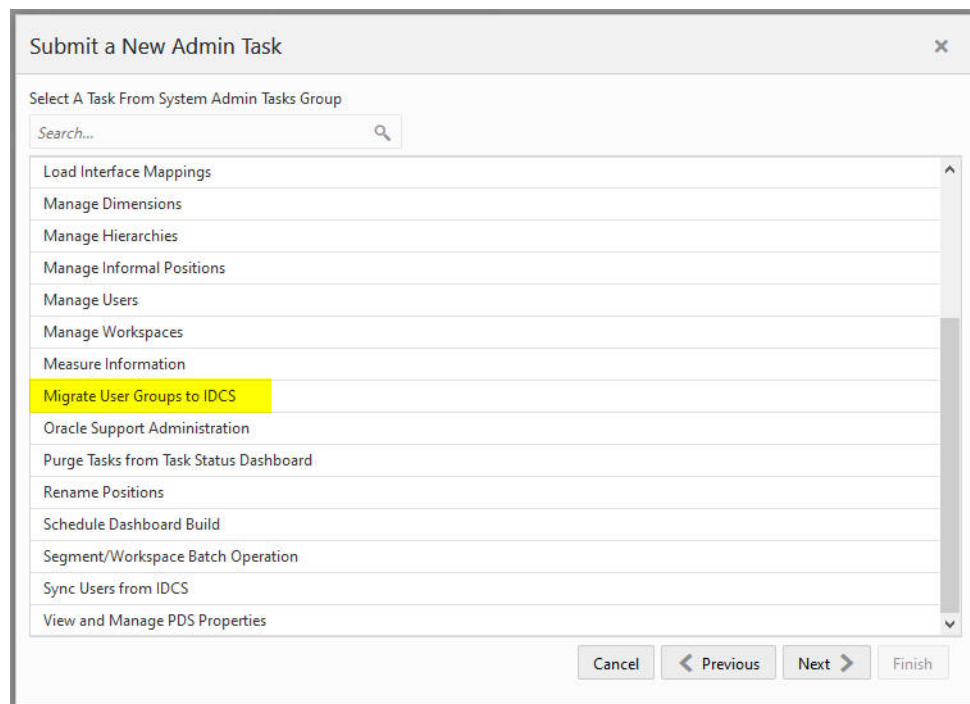 Submit a New Admin Task
Select A Task From System Admin Tasks Group
Search...
Load Interface Mappings
Manage Dimensions
Manage Hierarchies
Manage Informal Positions
Manage Users
Manage Workspaces
Measure Information
Migrate User Groups to IDCS
Oracle Support Administration
Purge Tasks from Task Status Dashboard
Rename Positions
Schedule Dashboard Build
Segment/Workspace Batch Operation
Sync Users from IDCS
View and Manage PDS Properties
Cancel Previous Next Finish